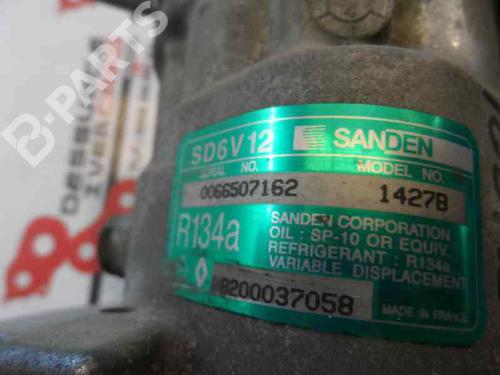 B-PARTS
SD6V12 SANDEN
SERIAL NO. MODEL NO.
0066507162 1427B
R134a
SANDEN CORPORATION
OIL : SP-10 OR EQUIV.
REFRIGERANT : R134a
VARIABLE DISPLACEMENT
8200037058
MADE IN FRANCE